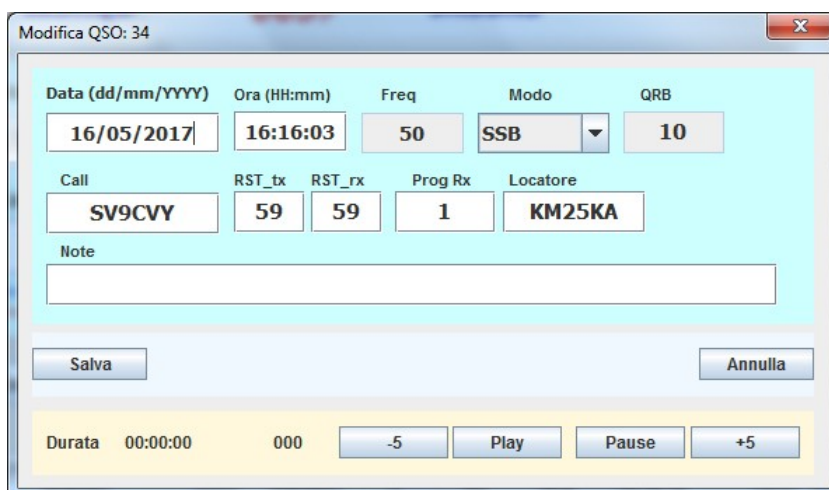 Modifica QSO: 34
Data (dd/mm/YYYY) Ora (HH:mm) Freq Modo QRB
16/05/2017 16:16:03 50 SSB 10
Call RST_tx RST_rx Prog Rx Locatore
SV9CVY 59 59 1 KM25KA
Note
Salva Annulla
Durata 00:00:00 000 -5 Play Pause +5